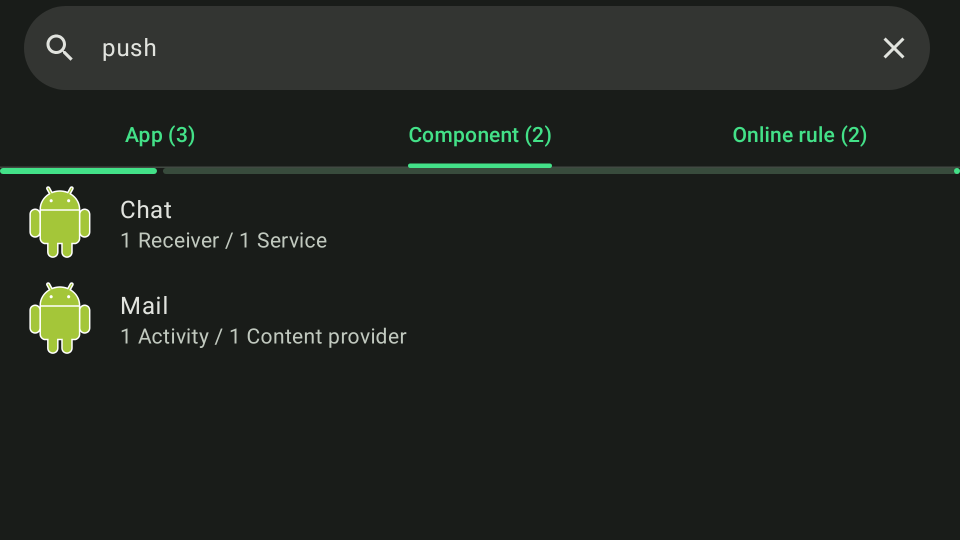 push
App (3)
Component (2)
Online rule (2)
Chat
1 Receiver / 1 Service
Mail
1 Activity / 1 Content provider